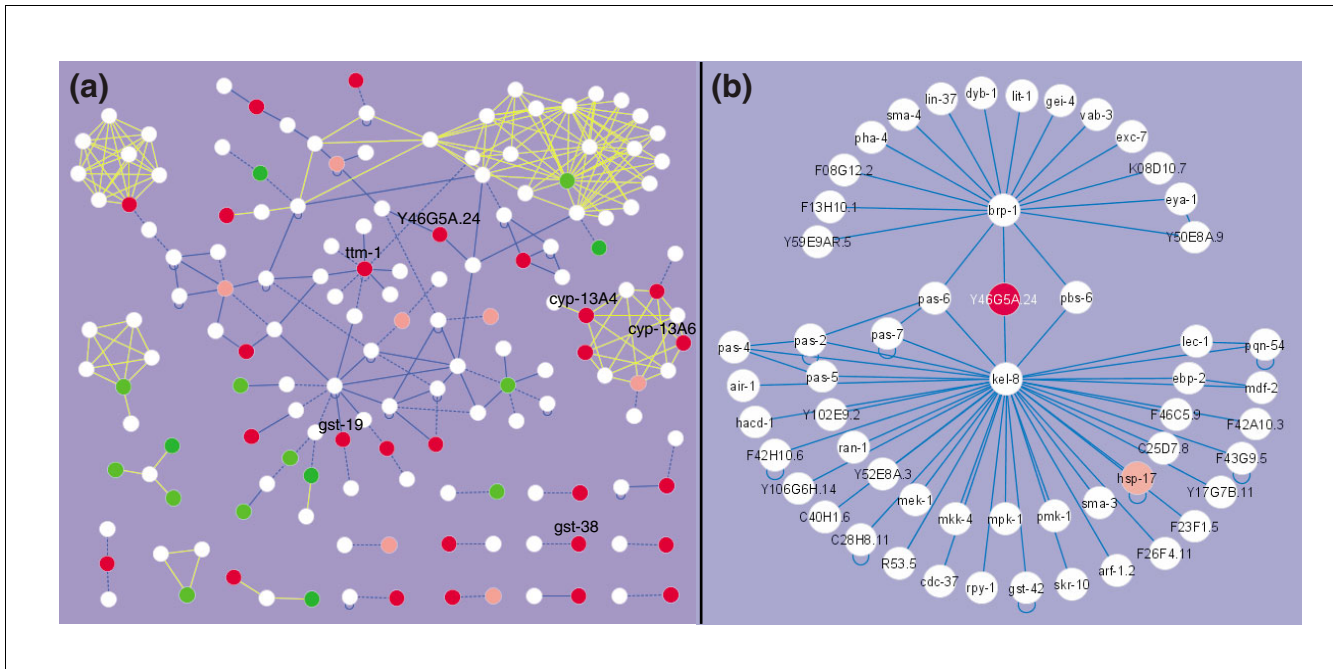 (a)
Y46G5A.24
ttm-1
cyp-13A4
cyp-13A6
gst-19
gst-38
(b)
dyb-1
lit-1
lin-37
gei-4
sma-4
vab-3
pha-4
exc-7
F08G12.2
K08D10.7
F13H10.1
brp-1
eya-1
Y59E9AR.5
Y50E8A.9
pas-6
Y46G5A.24
pbs-6
pas-4
pas-2
pas-7
lec-1
pqn-54
air-1
pas-5
kel-8
ebp-2
mdf-2
hacd-1
Y102E9.2
F46C5.9
F42A10.3
F42H10.6
ran-1
C25D7.8
F43G9.5
Y106G6H.14
Y52E8A.3
hsp-17
Y17G7B.11
C40H1.6
mek-1
sma-3
F23F1.5
C28H8.11
mkk-4
mpk-1
pmk-1
F26F4.11
R53.5
cdc-37
rpy-1
gst-42
skr-10
arf-1.2